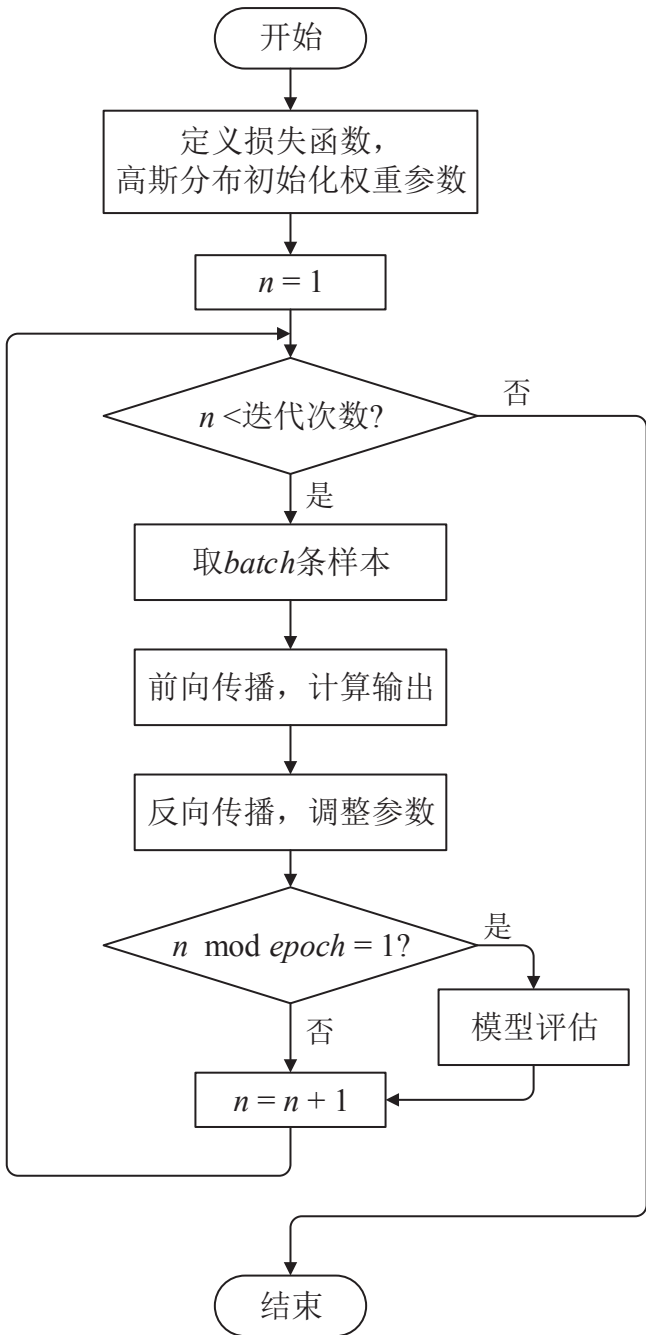 开始
定义损失函数，
高斯分布初始化权重参数
n = 1
n <迭代次数?
否
是
取batch条样本
前向传播，计算输出
反向传播，调整参数
n mod epoch = 1?
是
否
模型评估
n = n + 1
结束